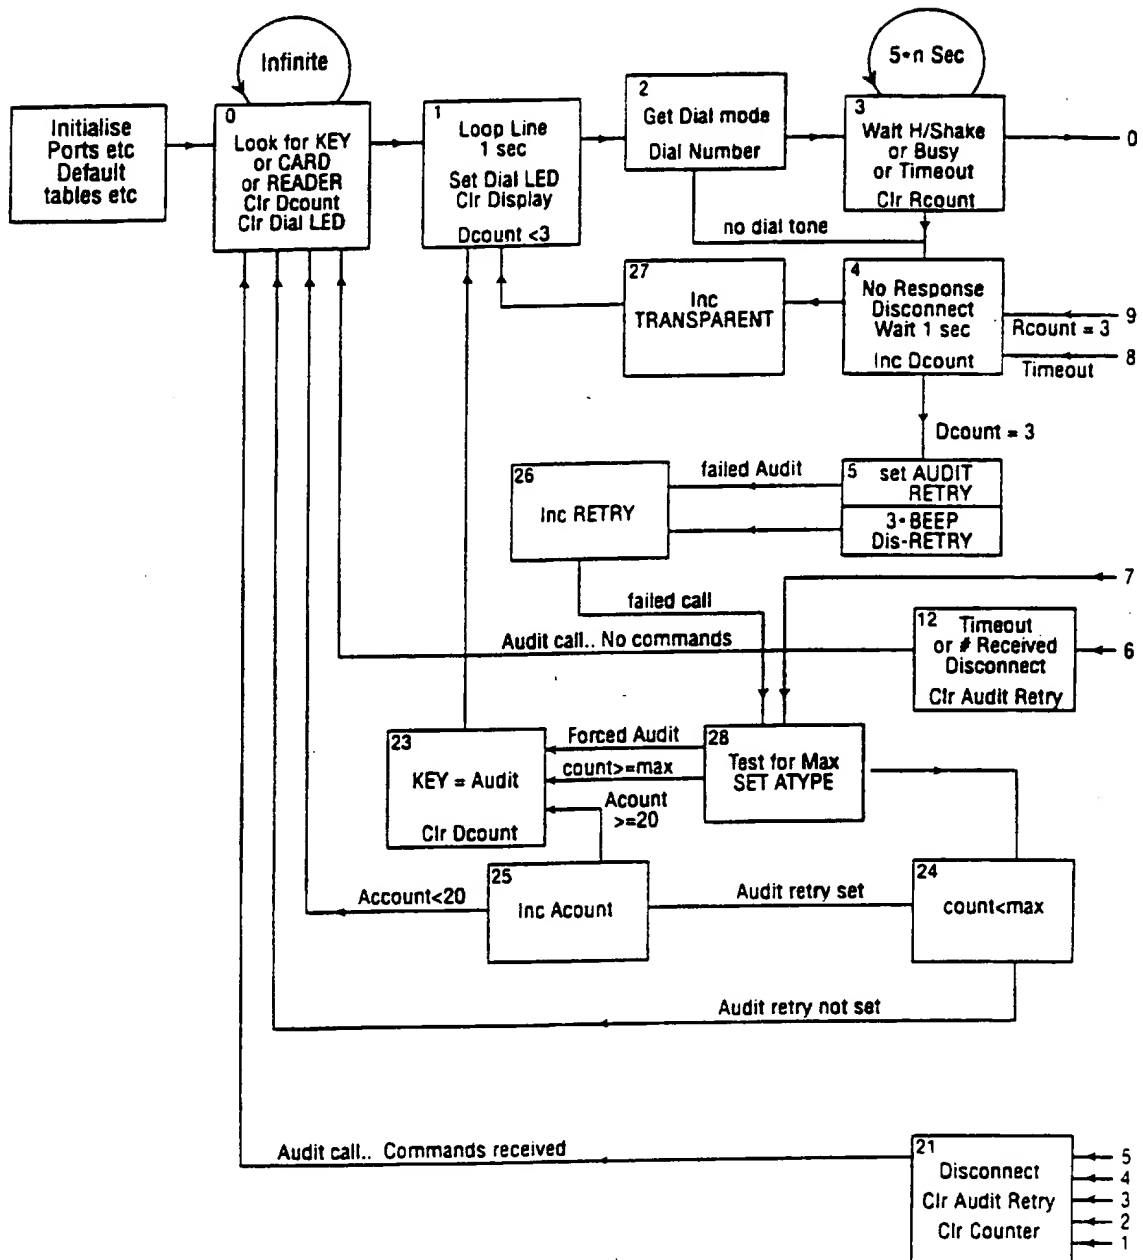 Infinite
5*n Sec
Initialise
Ports etc
Default
tables etc
0
Look for KEY
or CARD
or READER
Clr Dcount
Clr Dial LED
1
Loop Line
1 sec
Set Dial LED
Clr Display
Dcount <3
2
Get Dial mode
Dial Number
3
Wait H/Shake
or Busy
or Timeout
Clr Rcount
0
no dial tone
27
Inc
TRANSPARENT
4
No Response
Disconnect
Wait 1 sec
Inc Dcount
9
Rcount = 3
8
Timeout
Dcount = 3
26
Inc RETRY
failed Audit
5
set AUDIT
RETRY
3*BEEP
Dis-RETRY
7
failed call
Audit call.. No commands
12
Timeout
or # Received
Disconnect
Clr Audit Retry
6
23
KEY = Audit
Clr Dcount
Forced Audit
count>=max
Acount
>=20
28
Test for Max
SET ATYPE
Account<20
25
Inc Acount
Audit retry set
24
count<max
Audit retry not set
Audit call.. Commands received
21
Disconnect
Clr Audit Retry
Clr Counter
5
4
3
2
1